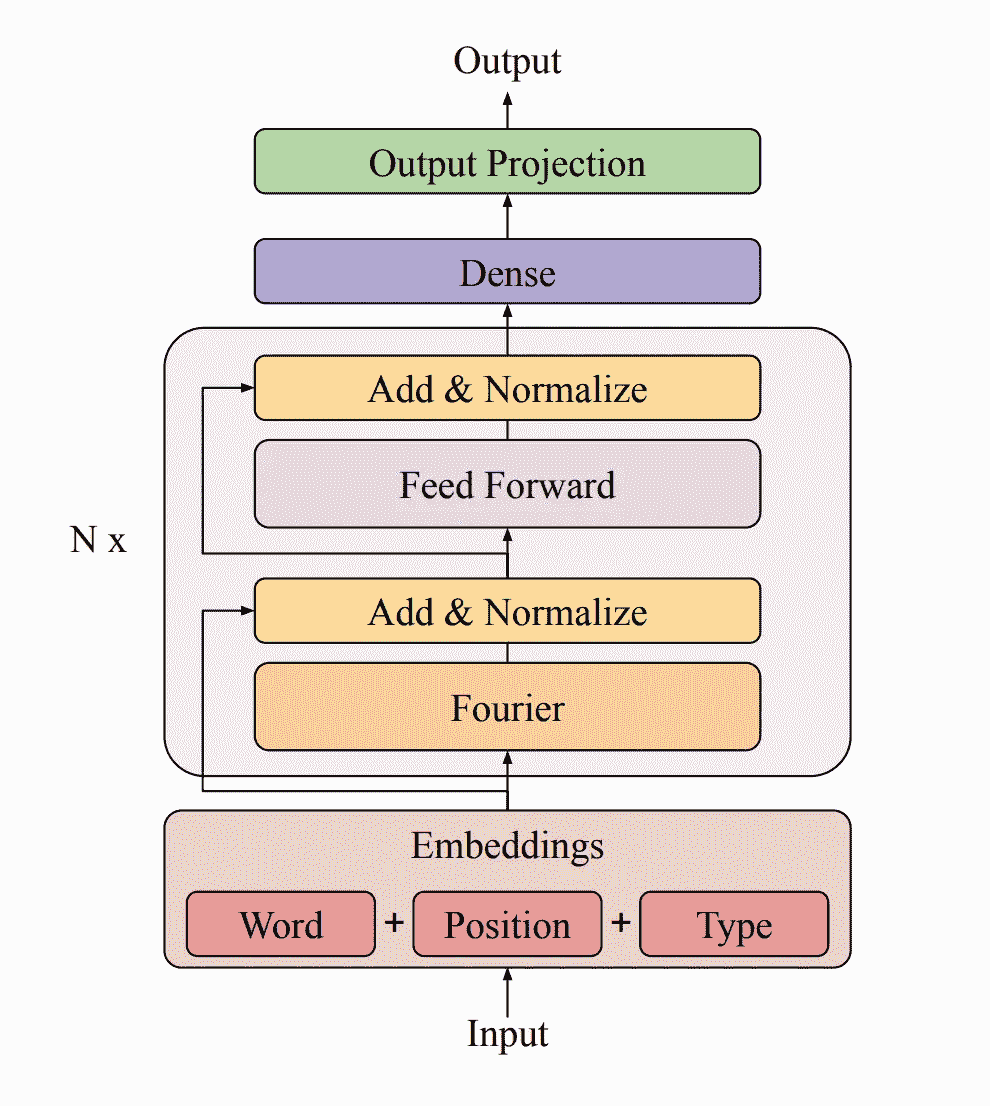 Output
Output Projection
Dense
Add & Normalize
Feed Forward
N x
Add & Normalize
Fourier
Embeddings
Word + Position + Type
Input